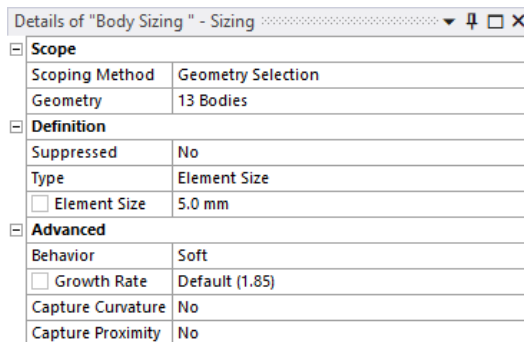 Details of "Body Sizing " - Sizing
Scope
Scoping Method Geometry Selection
Geometry 13 Bodies
Definition
Suppressed No
Type Element Size
Element Size 5.0 mm
Advanced
Behavior Soft
Growth Rate Default (1.85)
Capture Curvature No
Capture Proximity No